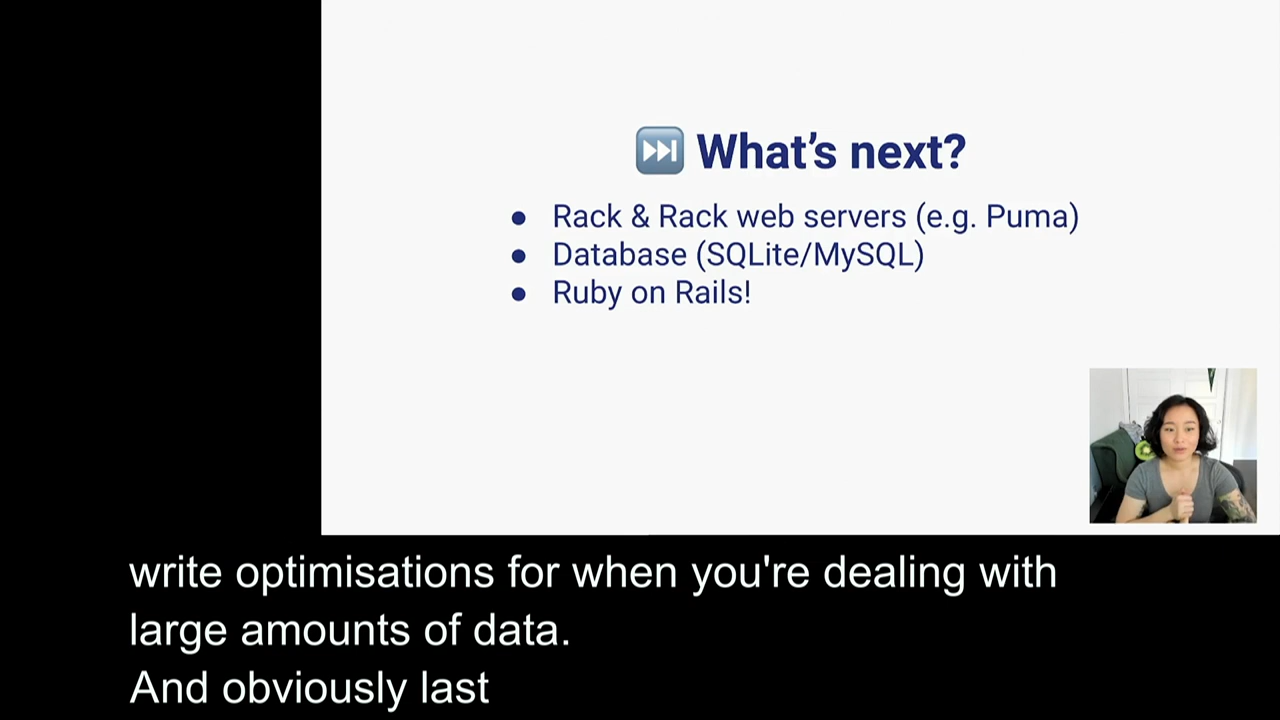 ⏭ What's next?
● Rack & Rack web servers (e.g. Puma)
● Database (SQLite/MySQL)
● Ruby on Rails!
write optimisations for when you're dealing with
large amounts of data.
And obviously last